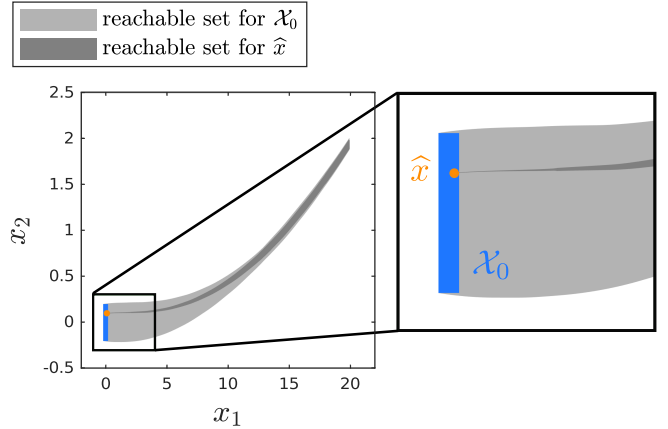 reachable set for 𝒳₀
reachable set for x̂
2.5
2
1.5
1
0.5
0
-0.5
x₂
0 5 10 15 20
x₁
x̂
𝒳₀